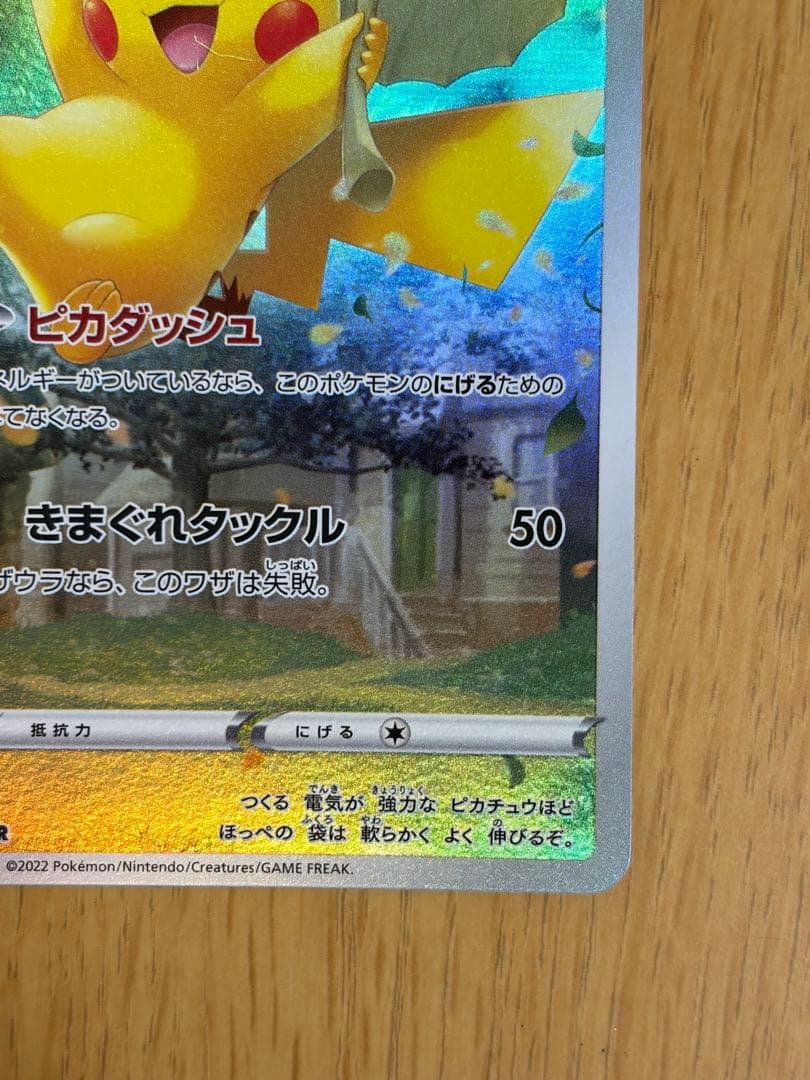 ピカダッシュ
ネルギーがついているなら、このポケモンのにげるための
てなくなる。
きまぐれタックル 50
ウラなら、このワザは失敗。
しっぱい
抵抗力 にげる
つくる 電気が 強力な ピカチュウほど
でんき きょうりょく
ほっぺの 袋は 軟らかく よく 伸びるぞ。
ふくろ やわ の
R
©2022 Pokémon/Nintendo/Creatures/GAME FREAK.